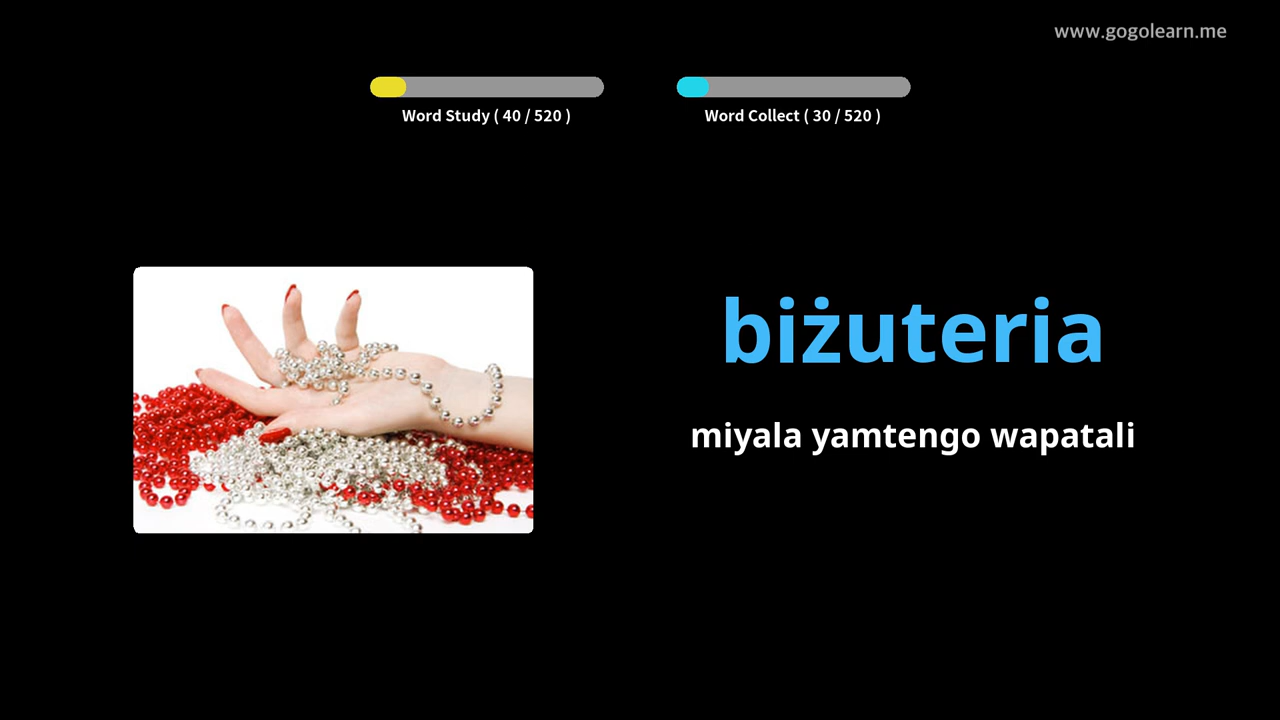 www.gogolearn.me
Word Study ( 40 / 520 )
Word Collect ( 30 / 520 )
biżuteria
miyala yamtengo wapatali